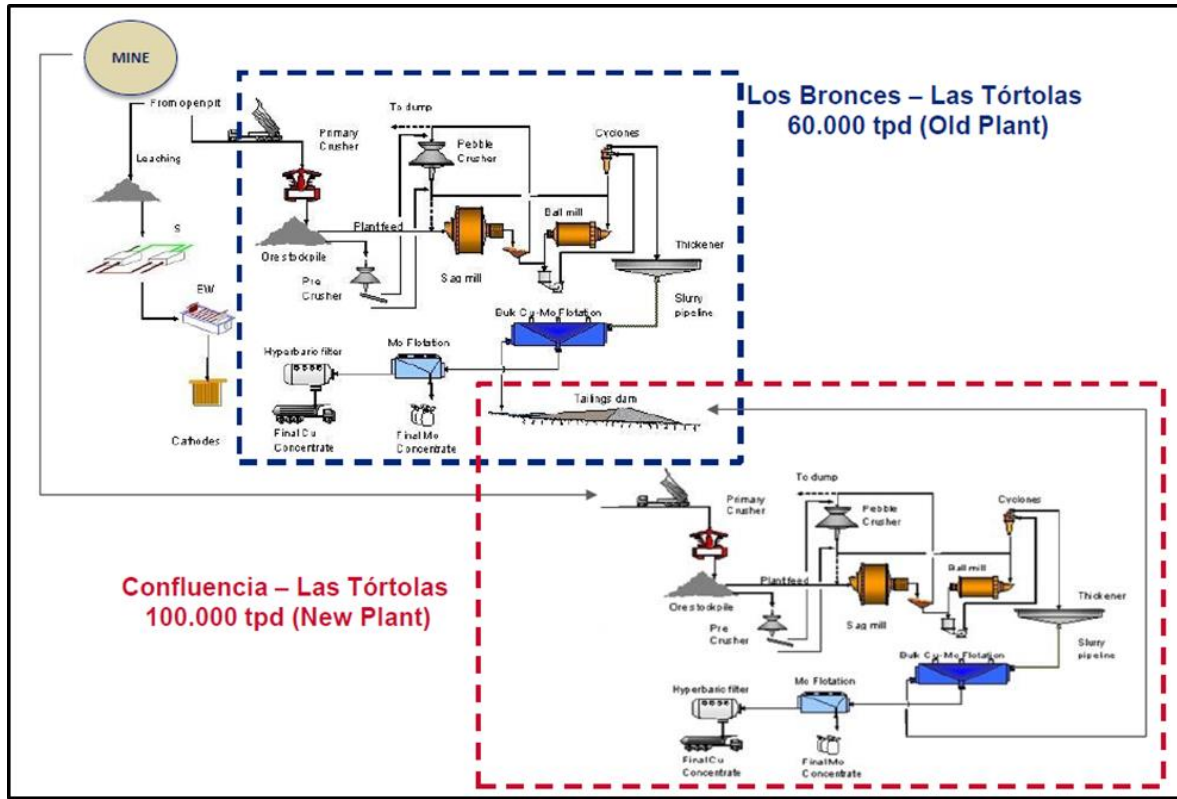 MINE
From open pit
Leaching
S
EW
Cathodes
Los Bronces – Las Tórtolas
60.000 tpd (Old Plant)
To dump
Primary
Crusher
Pebble
Crusher
Cyclones
Plant feed
Ball mill
Ore stockpile
Sag mill
Thickener
Pre
Crusher
Slurry
pipeline
Bulk Cu-Mo Flotation
Hyperbaric filter
Mo Flotation
Final Cu
Concentrate
Final Mo
Concentrate
Tailings dam
Confluencia – Las Tórtolas
100.000 tpd (New Plant)
To dump
Primary
Crusher
Pebble
Crusher
Cyclones
Plant feed
Ball mill
Ore stockpile
Sag mill
Thickener
Pre
Crusher
Slurry
pipeline
Bulk Cu-Mo Flotation
Hyperbaric filter
Mo Flotation
Final Cu
Concentrate
Final Mo
Concentrate